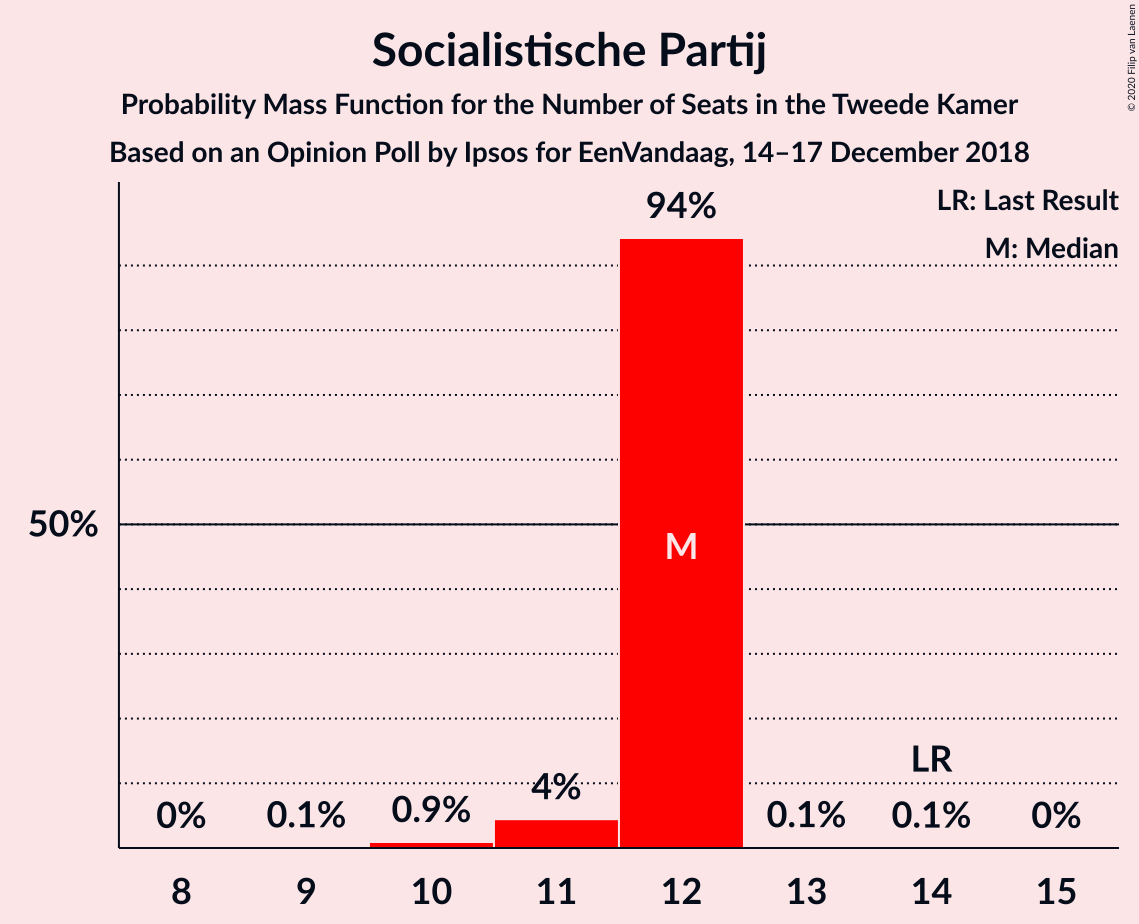 Socialistische Partij
Probability Mass Function for the Number of Seats in the Tweede Kamer
Based on an Opinion Poll by Ipsos for EenVandaag, 14–17 December 2018
© 2020 Filip van Laenen
LR: Last Result
M: Median
94%
50%
M
LR
0%
0.1%
0.9%
4%
0.1%
0.1%
0%
8
9
10
11
12
13
14
15